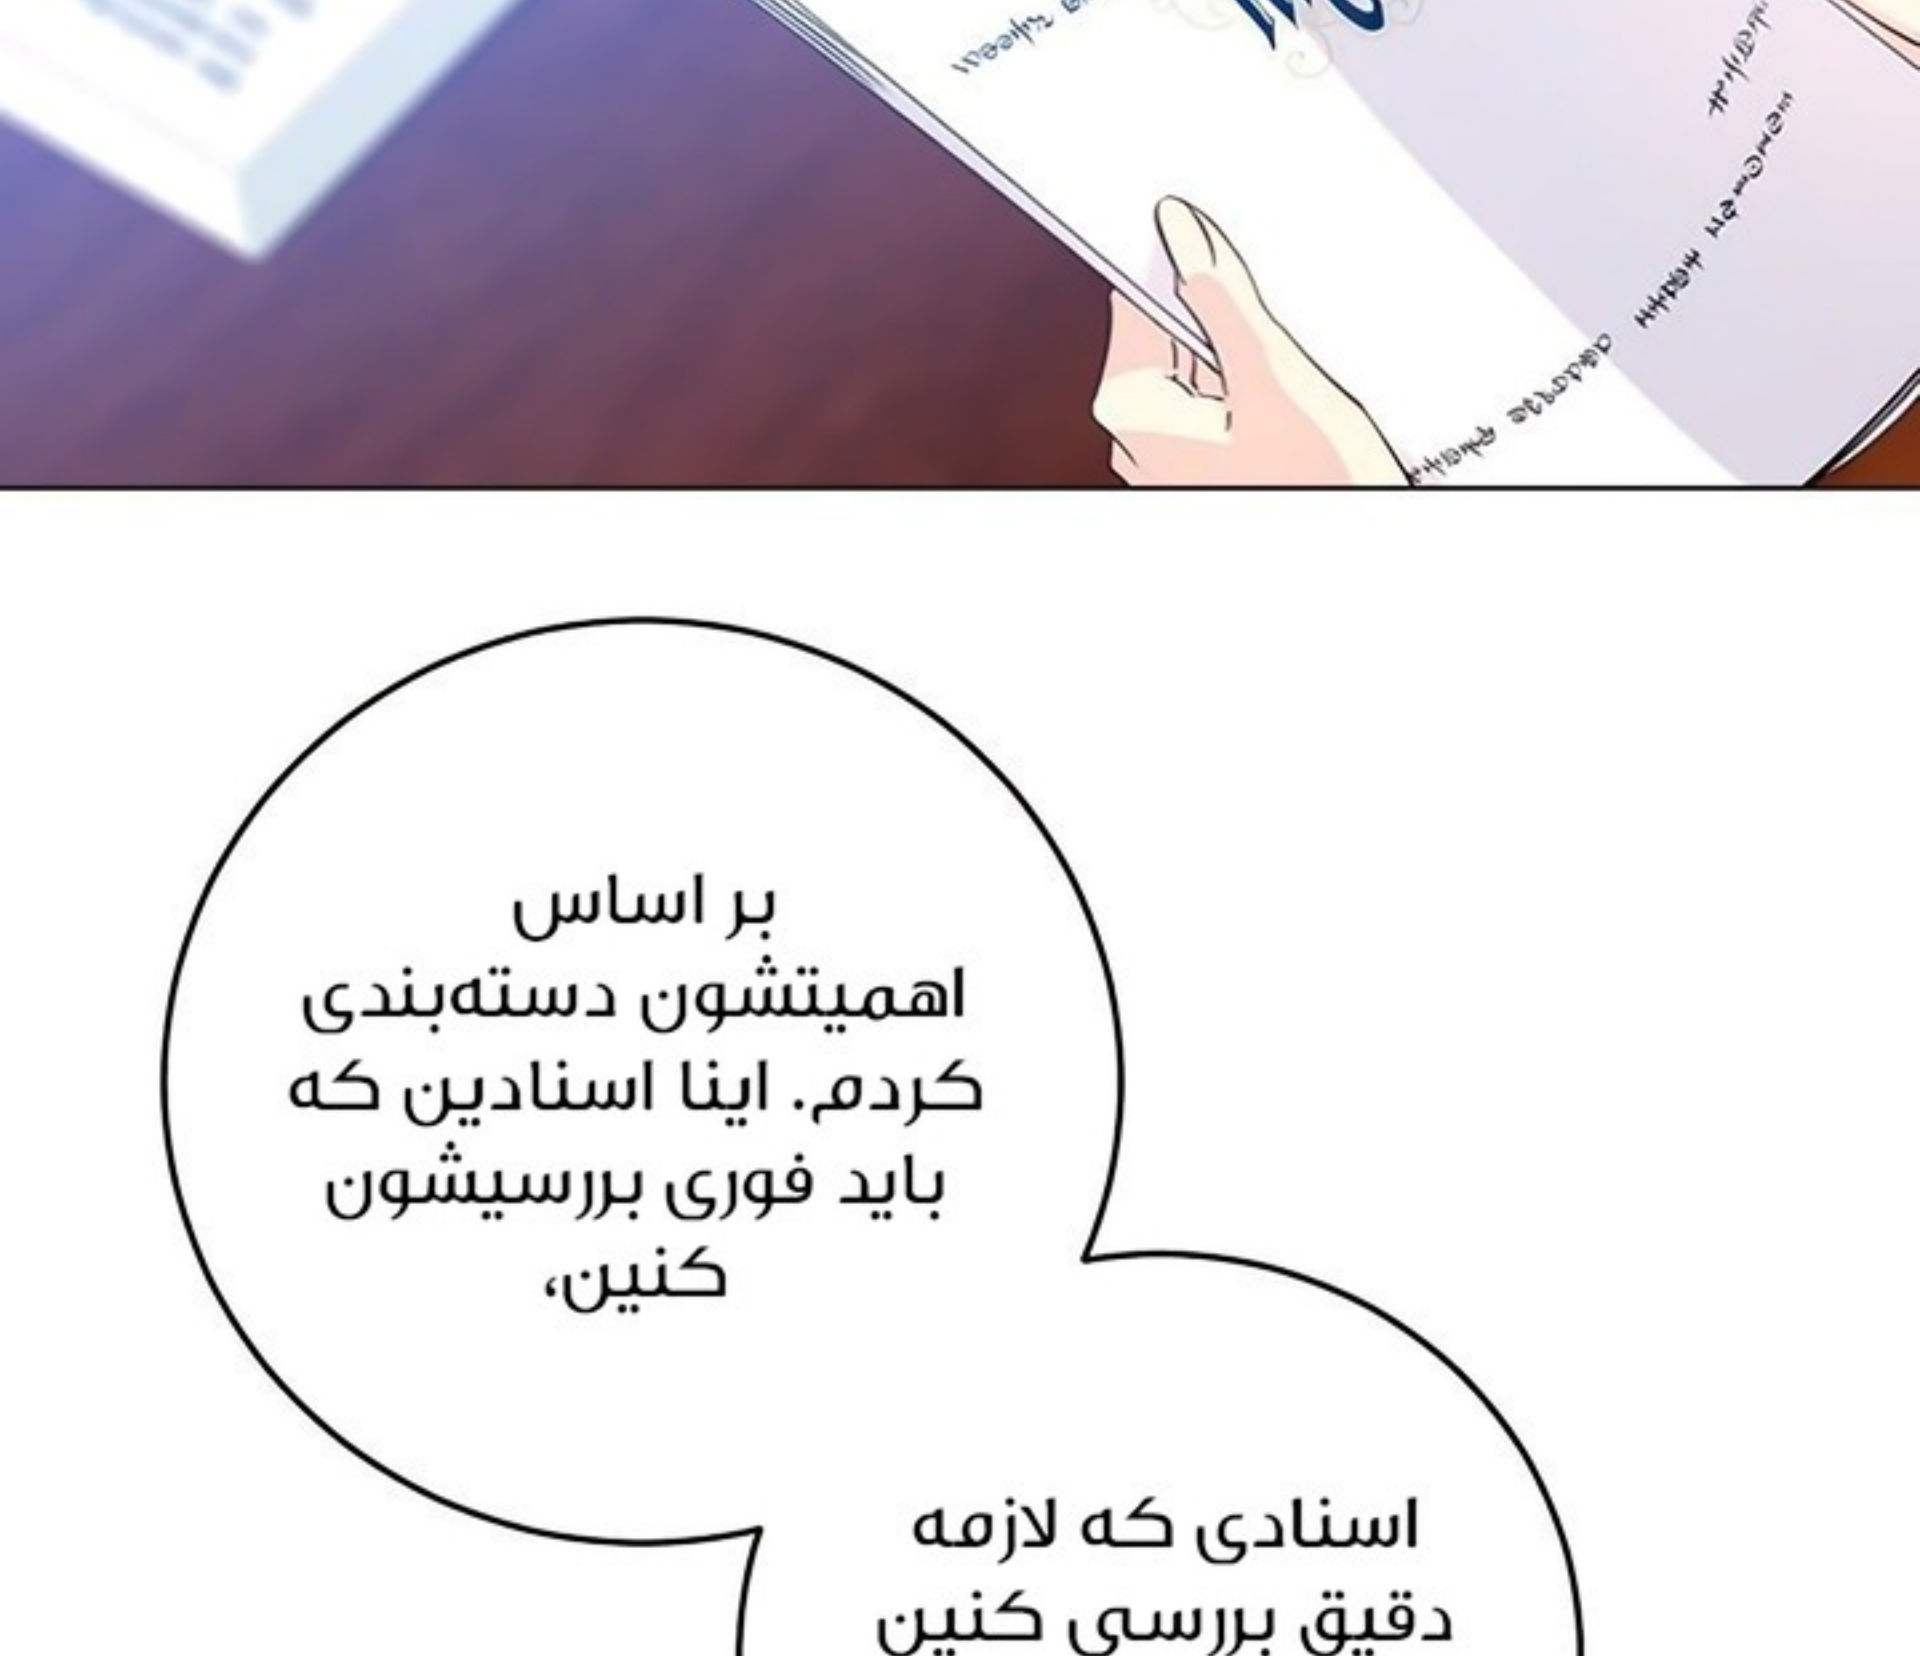 بر اساس
اهمیتشون دسته‌بندی
کردم. اینا اسنادین که
باید فوری بررسیشون
کنین،
اسنادی که لازمه
دقیق بررسی کنین